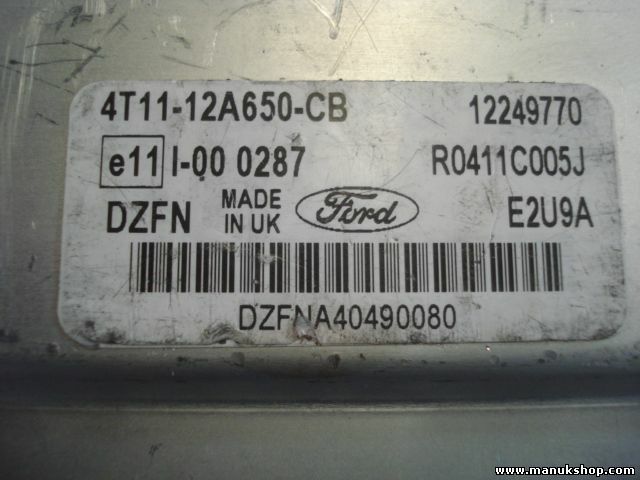 4T11-12A650-CB 12249770
e11 I-00 0287 R0411C005J
DZFN MADE IN UK Ford E2U9A
DZFNA40490080
www.manukshop.com